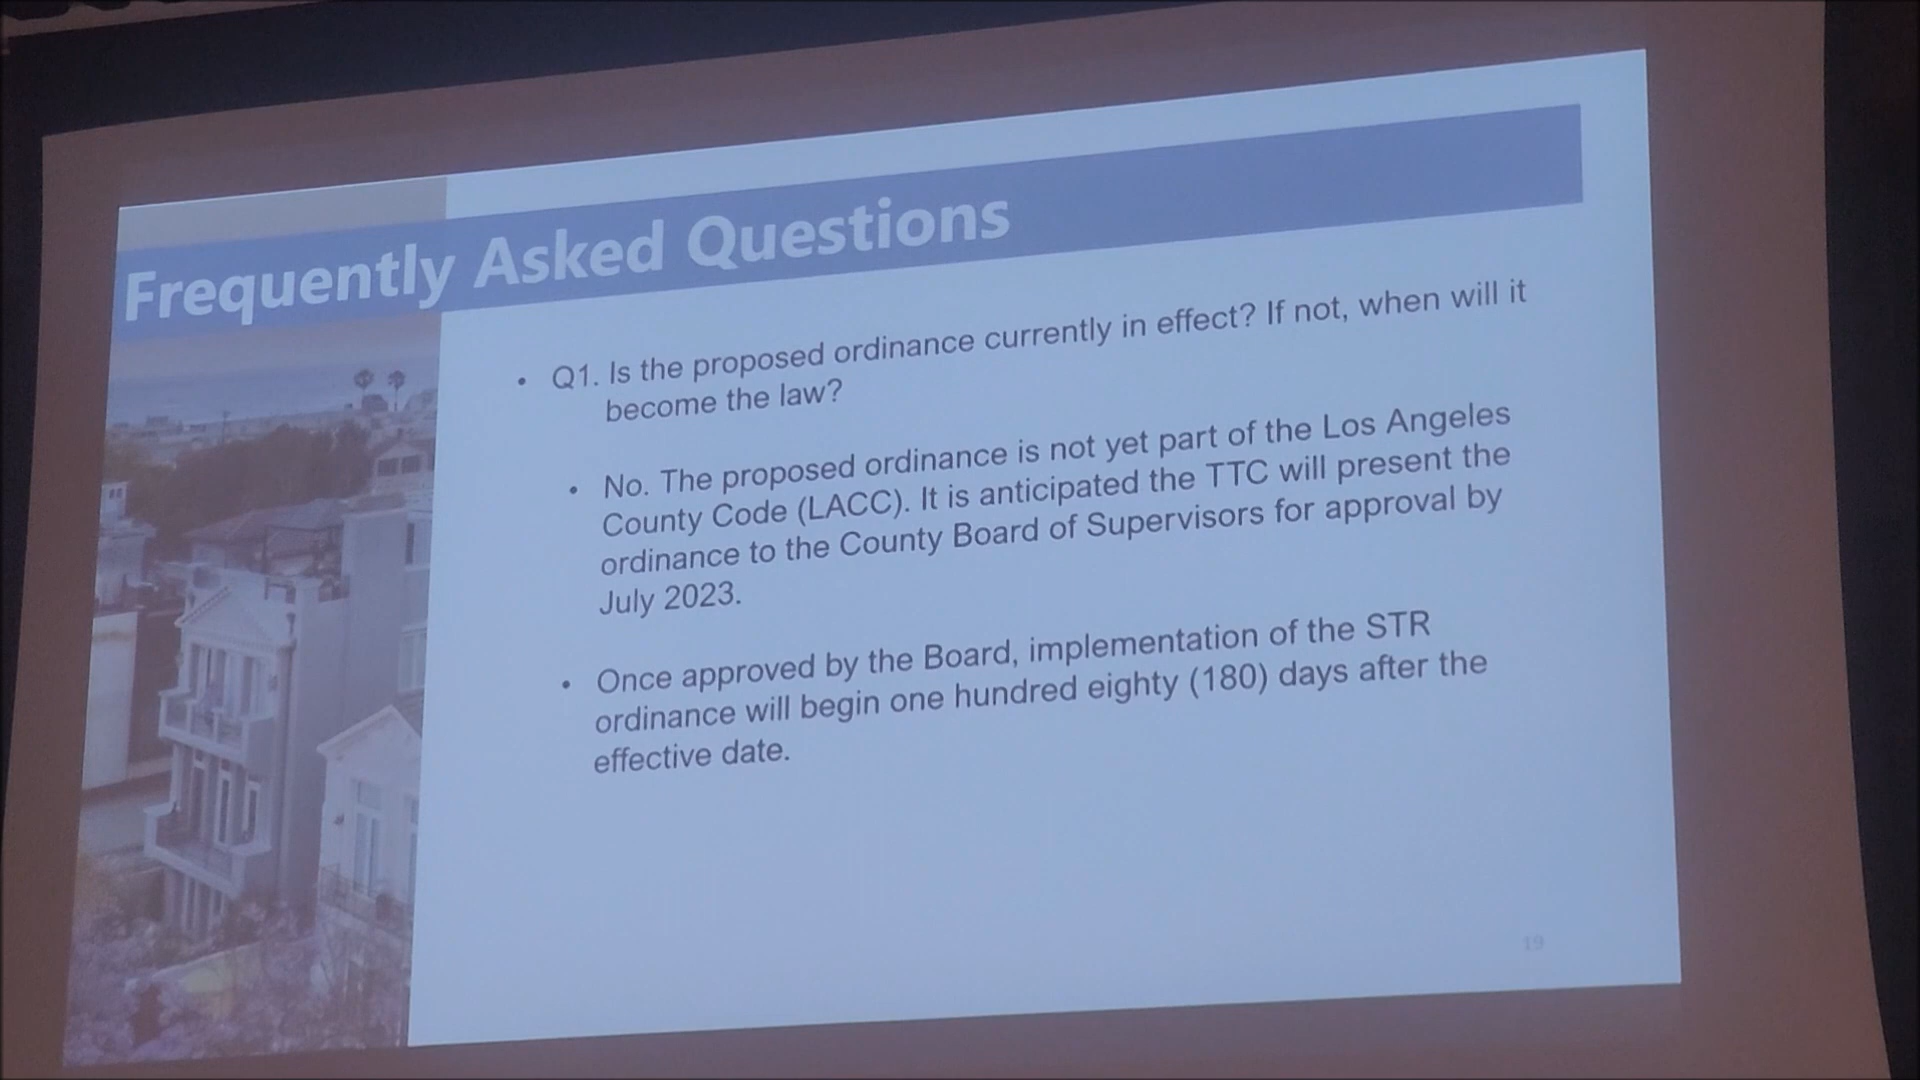 Frequently Asked Questions
• Q1. Is the proposed ordinance currently in effect? If not, when will it
become the law?
• No. The proposed ordinance is not yet part of the Los Angeles
County Code (LACC). It is anticipated the TTC will present the
ordinance to the County Board of Supervisors for approval by
July 2023.
• Once approved by the Board, implementation of the STR
ordinance will begin one hundred eighty (180) days after the
effective date.
19